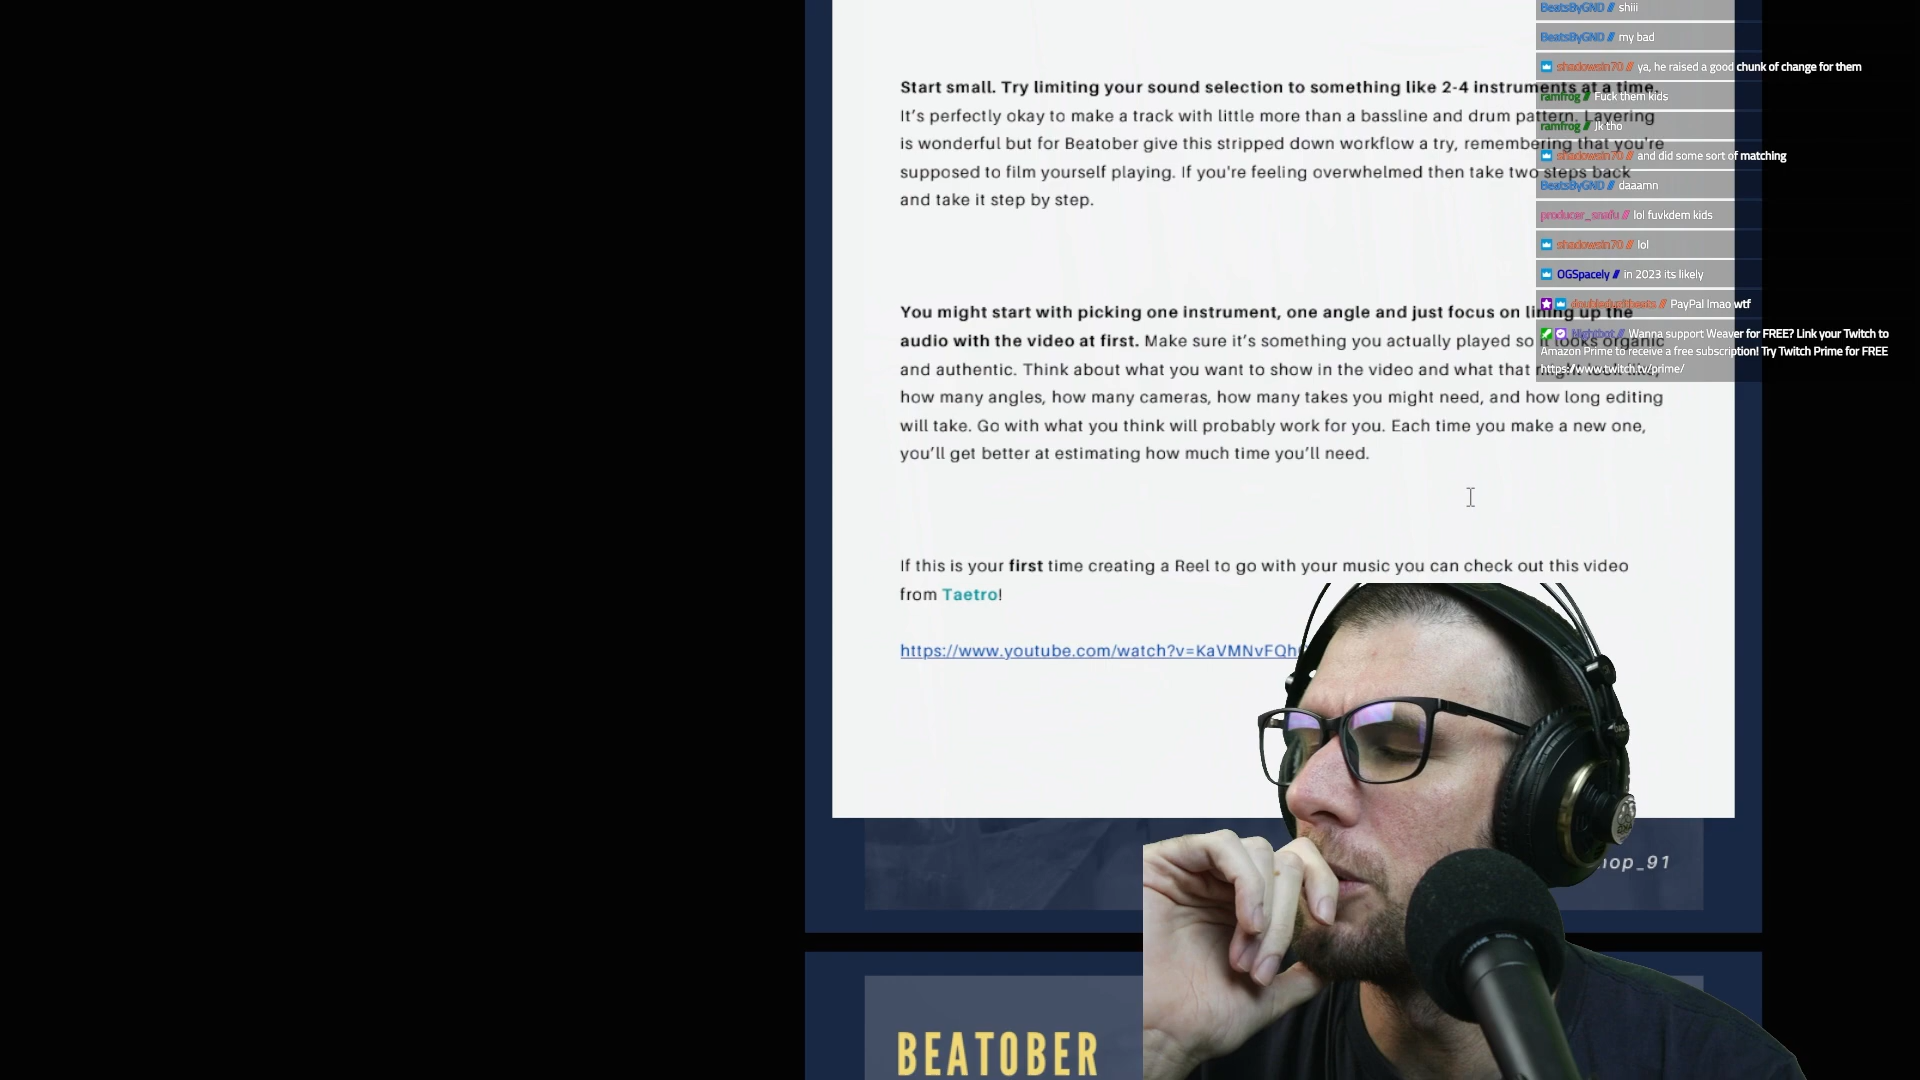 Start small. Try limiting your sound selection to something like 2-4 instruments at a time.
It's perfectly okay to make a track with little more than a bassline and drum pattern. Layering
is wonderful but for Beatober give this stripped down workflow a try, remembering that you're
supposed to film yourself playing. If you're feeling overwhelmed then take two steps back
and take it step by step.
You might start with picking one instrument, one angle and just focus on lining up the
audio with the video at first. Make sure it's something you actually played so it looks organic
and authentic. Think about what you want to show in the video and what that might look like,
how many angles, how many cameras, how many takes you might need, and how long editing
will take. Go with what you think will probably work for you. Each time you make a new one,
you'll get better at estimating how much time you'll need.
If this is your first time creating a Reel to go with your music you can check out this video
from Taetro!
https://www.youtube.com/watch?v=KaVMNvFQh
hop_91
BEATOBER
BeatsByGND // shiii
BeatsByGND // my bad
shadowsin70 // ya, he raised a good chunk of change for them
ramfrog // Fuck them kids
ramfrog // Jk tho
shadowsin70 // and did some sort of matching
BeatsByGND // daaamn
producer_snafu // lol fuvkdem kids
shadowsin70 // lol
OGSpacely // in 2023 its likely
// PayPal lmao wtf
Nightbot // Wanna support Weaver for FREE? Link your Twitch to
Amazon Prime to receive a free subscription! Try Twitch Prime for FREE
https://www.twitch.tv/prime/